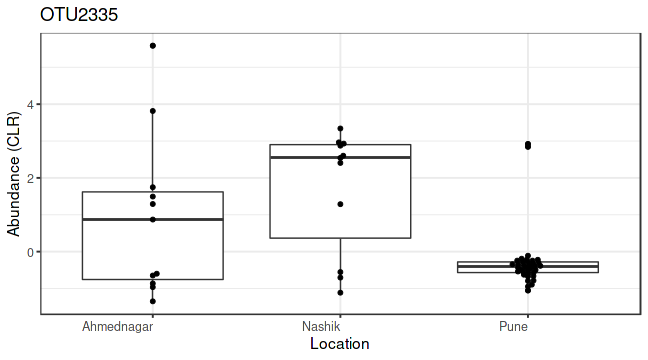 OTU2335
Abundance (CLR)
4
2
0
Ahmednagar
Nashik
Pune
Location